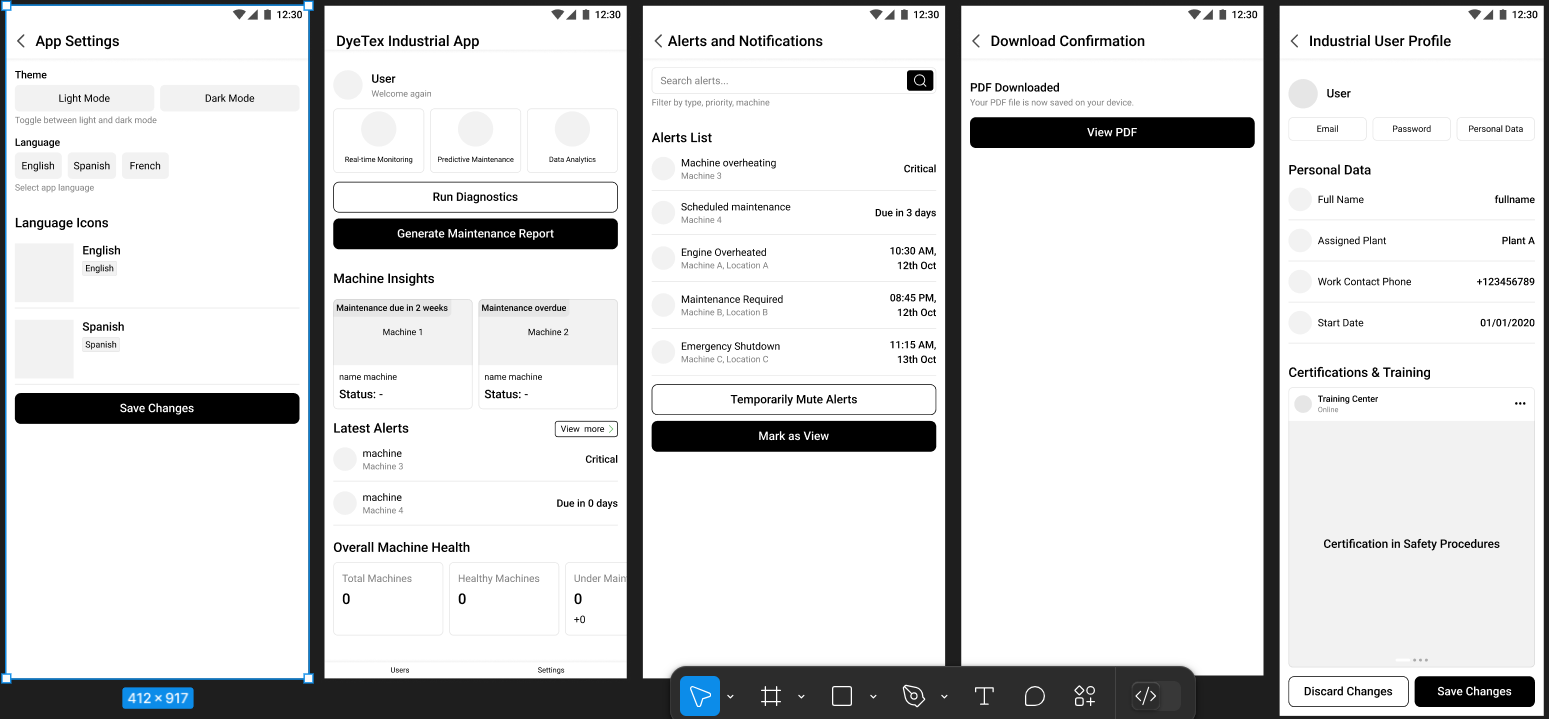 12:30
App Settings
Theme
Light Mode
Dark Mode
Toggle between light and dark mode
Language
English
Spanish
French
Select app language
Language Icons
English
English
Spanish
Spanish
Save Changes
412 × 917
12:30
DyeTex Industrial App
User
Welcome again
Real-time Monitoring
Predictive Maintenance
Data Analytics
Run Diagnostics
Generate Maintenance Report
Machine Insights
Maintenance due in 2 weeks
Machine 1
name machine
Status: -
Maintenance overdue
Machine 2
name machine
Status: -
Latest Alerts
View more
machine
Machine 3
Critical
machine
Machine 4
Due in 0 days
Overall Machine Health
Total Machines
0
Healthy Machines
0
Under Main
0
+0
Users
Settings
12:30
Alerts and Notifications
Search alerts...
Filter by type, priority, machine
Alerts List
Machine overheating
Machine 3
Critical
Scheduled maintenance
Machine 4
Due in 3 days
Engine Overheated
Machine A, Location A
10:30 AM,
12th Oct
Maintenance Required
Machine B, Location B
08:45 PM,
12th Oct
Emergency Shutdown
Machine C, Location C
11:15 AM,
13th Oct
Temporarily Mute Alerts
Mark as View
12:30
Download Confirmation
PDF Downloaded
Your PDF file is now saved on your device.
View PDF
12:30
Industrial User Profile
User
Email
Password
Personal Data
Personal Data
Full Name
fullname
Assigned Plant
Plant A
Work Contact Phone
+123456789
Start Date
01/01/2020
Certifications & Training
Training Center
Online
Certification in Safety Procedures
Discard Changes
Save Changes